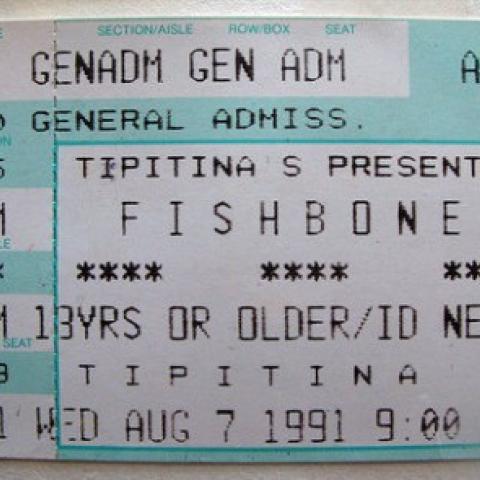 SECTION/AISLE ROW/BOX SEAT
GENADM GEN ADM A
GENERAL ADMISS.
TIPITINA'S PRESENT
FISHBONE
**** **** **
18YRS OR OLDER/ID NE
SEAT
TIPITINA
WED AUG 7 1991 9:00